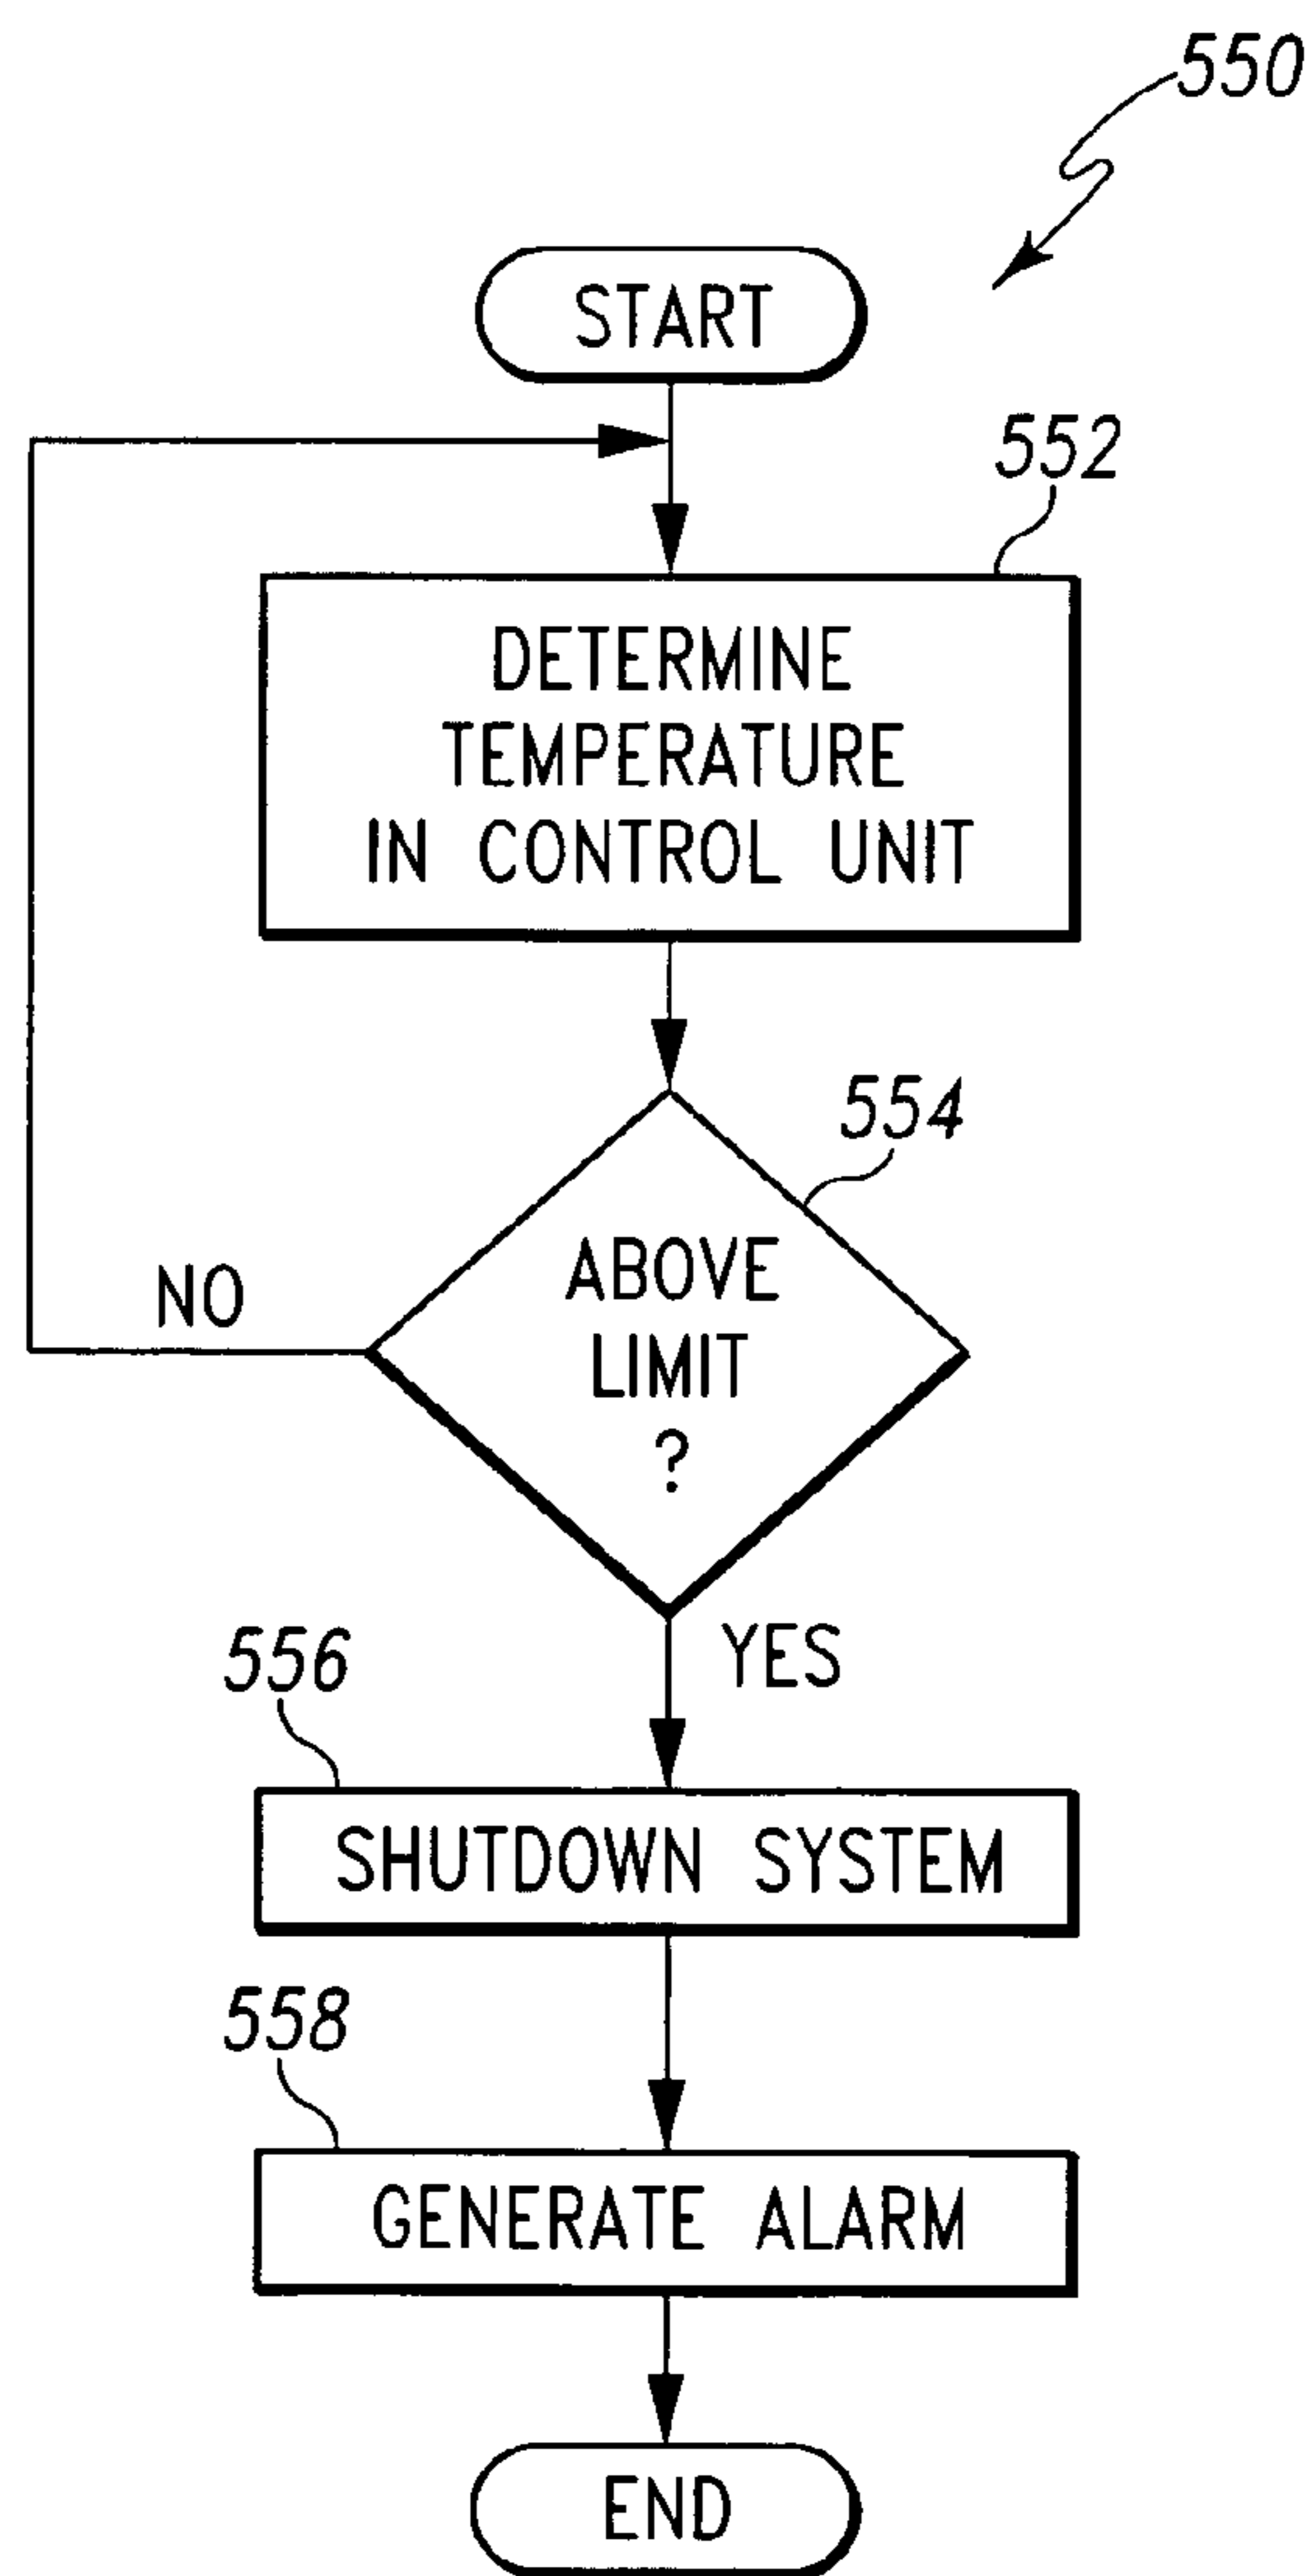 550
START
552
DETERMINE
TEMPERATURE
IN CONTROL UNIT
554
ABOVE
LIMIT
?
NO
YES
556
SHUTDOWN SYSTEM
558
GENERATE ALARM
END